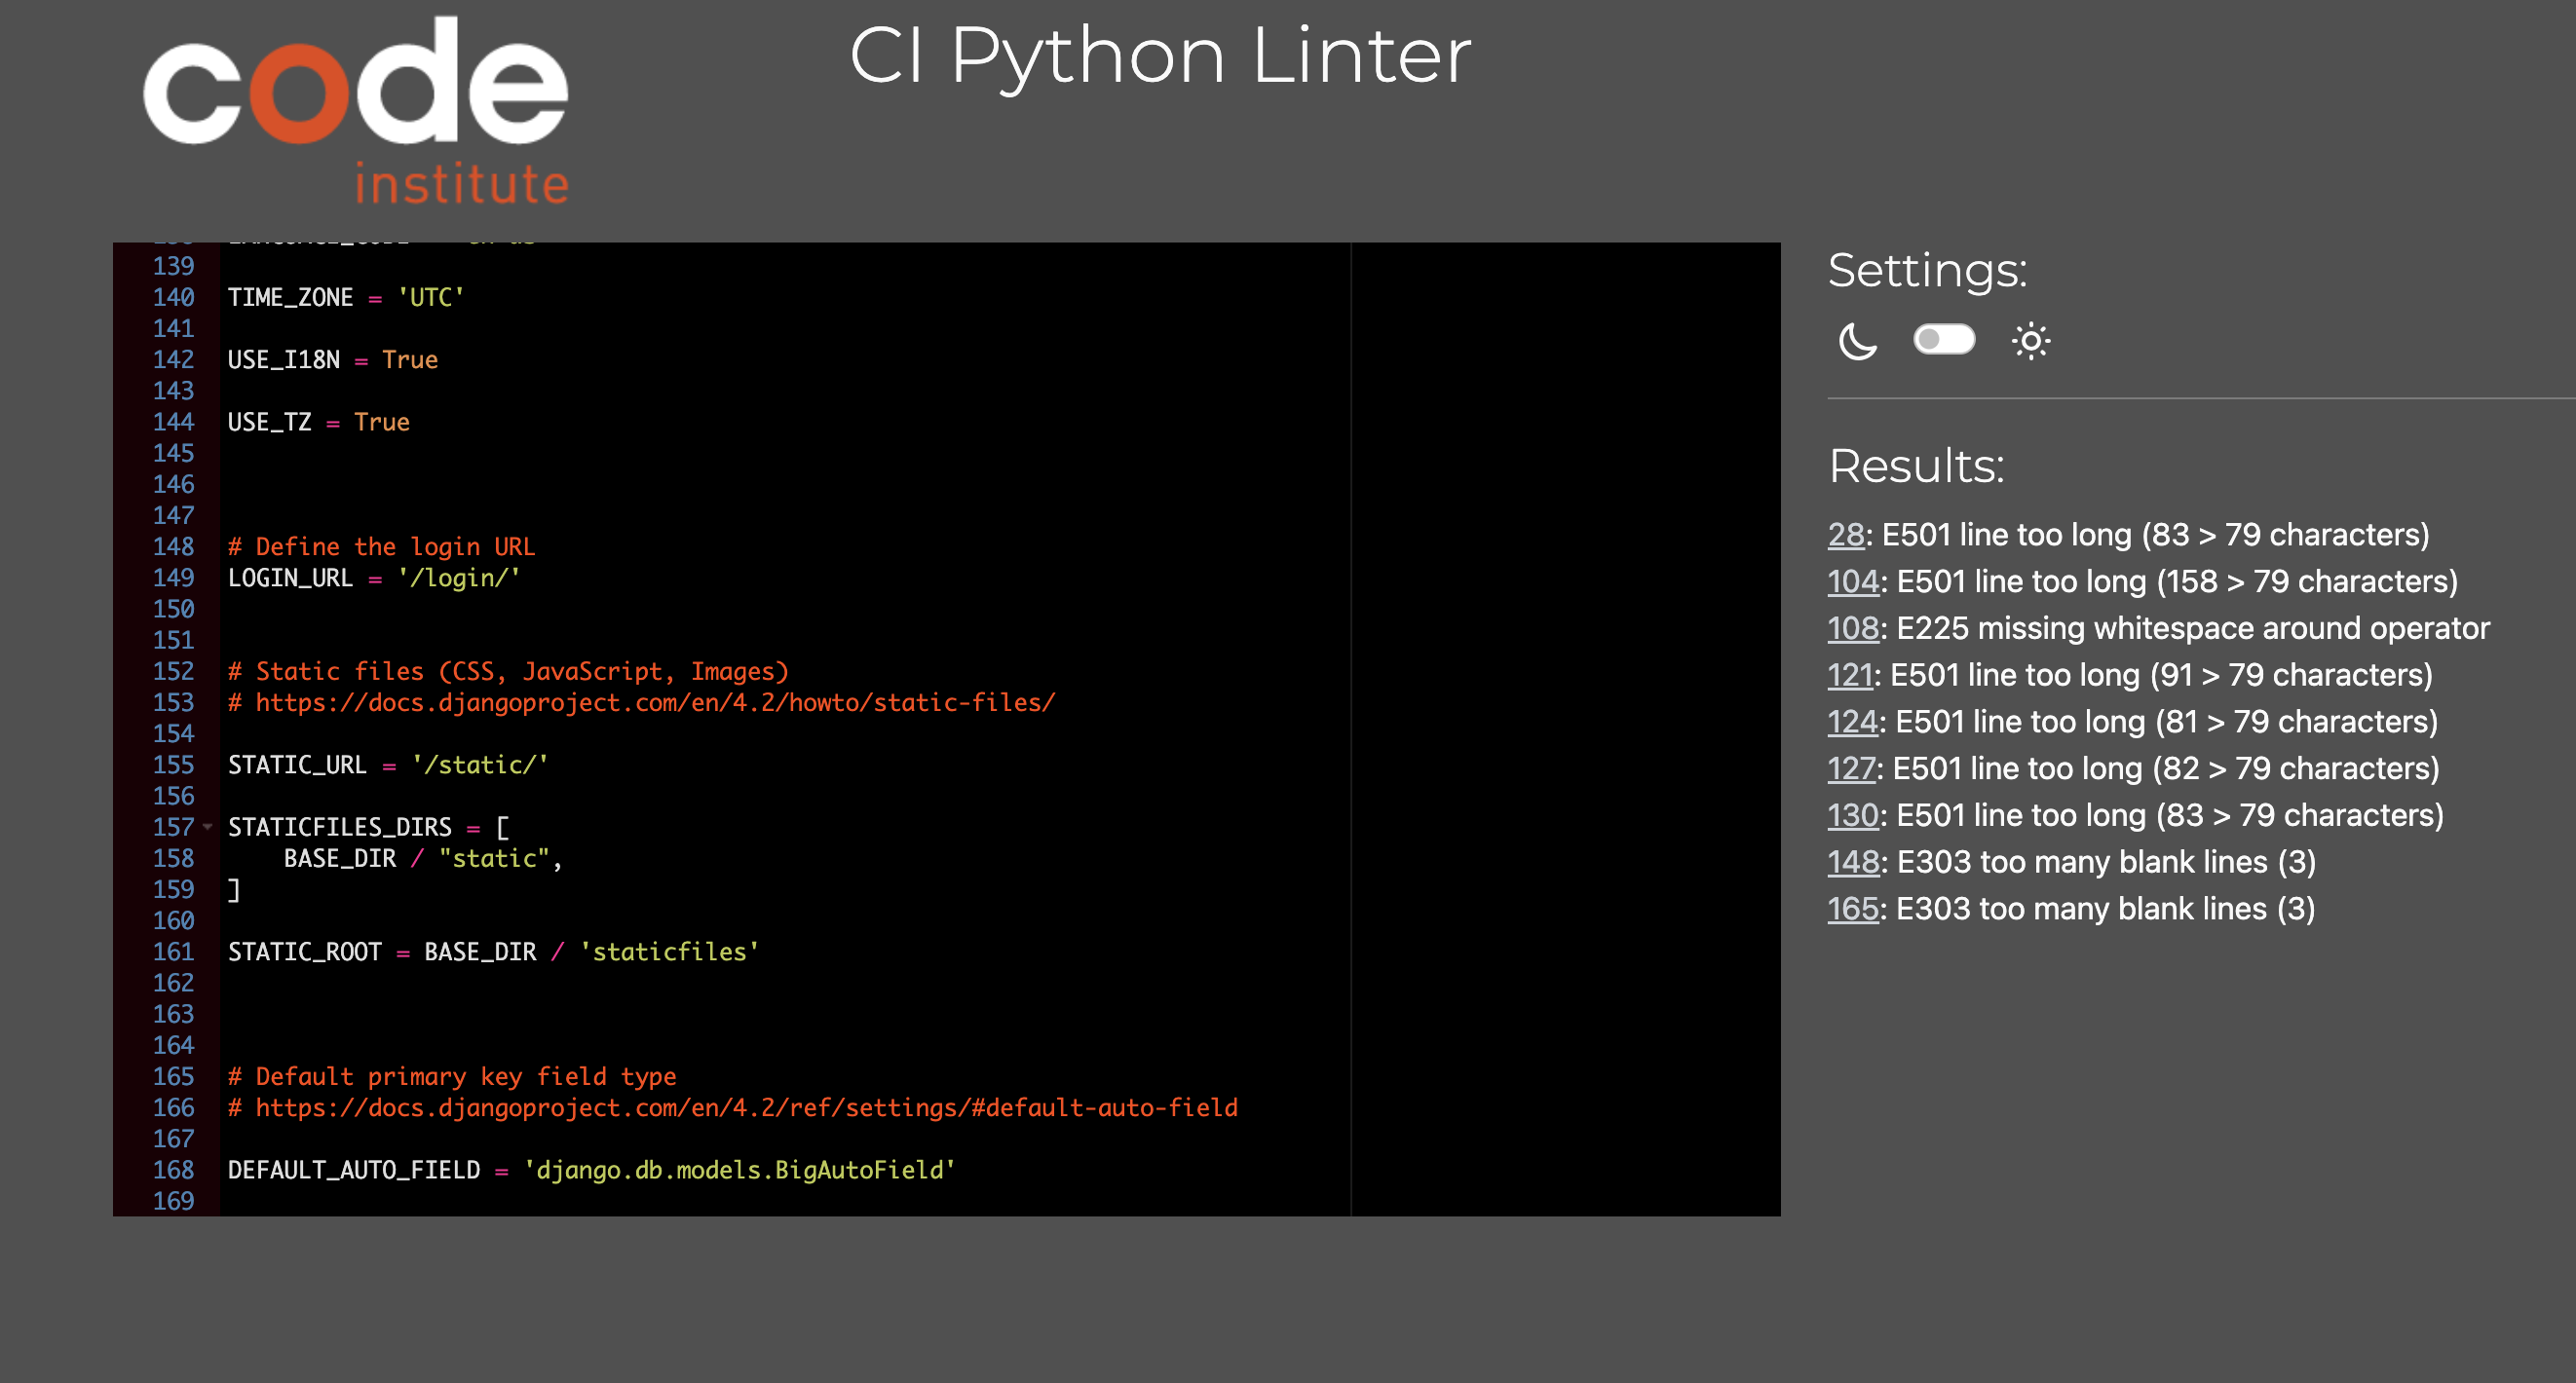 code
institute
CI Python Linter
139
140 TIME_ZONE = 'UTC'
141
142 USE_I18N = True
143
144 USE_TZ = True
145
146
147
148 # Define the login URL
149 LOGIN_URL = '/login/'
150
151
152 # Static files (CSS, JavaScript, Images)
153 # https://docs.djangoproject.com/en/4.2/howto/static-files/
154
155 STATIC_URL = '/static/'
156
157 STATICFILES_DIRS = [
158     BASE_DIR / "static",
159 ]
160
161 STATIC_ROOT = BASE_DIR / 'staticfiles'
162
163
164
165 # Default primary key field type
166 # https://docs.djangoproject.com/en/4.2/ref/settings/#default-auto-field
167
168 DEFAULT_AUTO_FIELD = 'django.db.models.BigAutoField'
169
Settings:
Results:
28: E501 line too long (83 > 79 characters)
104: E501 line too long (158 > 79 characters)
108: E225 missing whitespace around operator
121: E501 line too long (91 > 79 characters)
124: E501 line too long (81 > 79 characters)
127: E501 line too long (82 > 79 characters)
130: E501 line too long (83 > 79 characters)
148: E303 too many blank lines (3)
165: E303 too many blank lines (3)